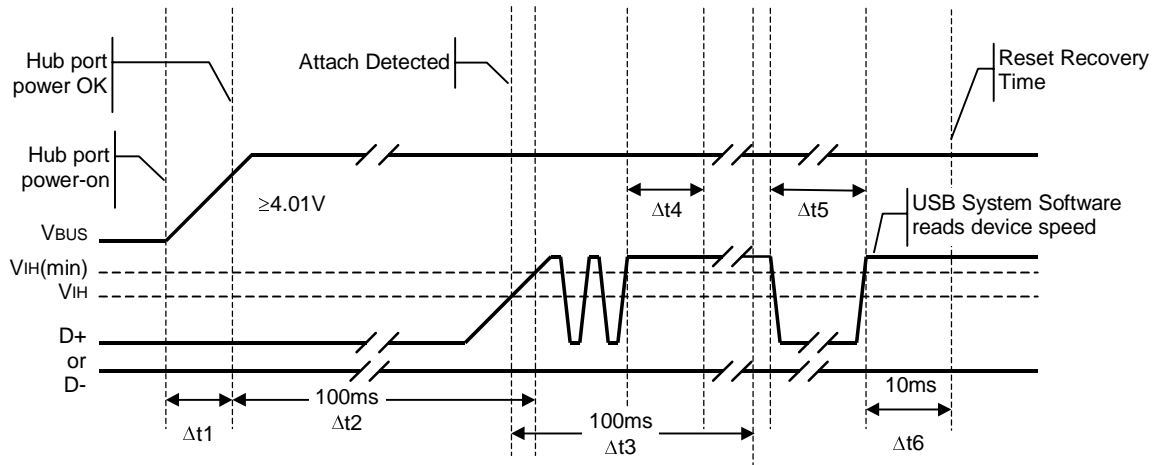 Hub port
power OK
Attach Detected
Reset Recovery
Time
Hub port
power-on
≥4.01V
Δt4
Δt5
USB System Software
reads device speed
VBUS
VIH(min)
VIH
D+
or
D-
100ms
10ms
Δt1
Δt2
100ms
Δt3
Δt6